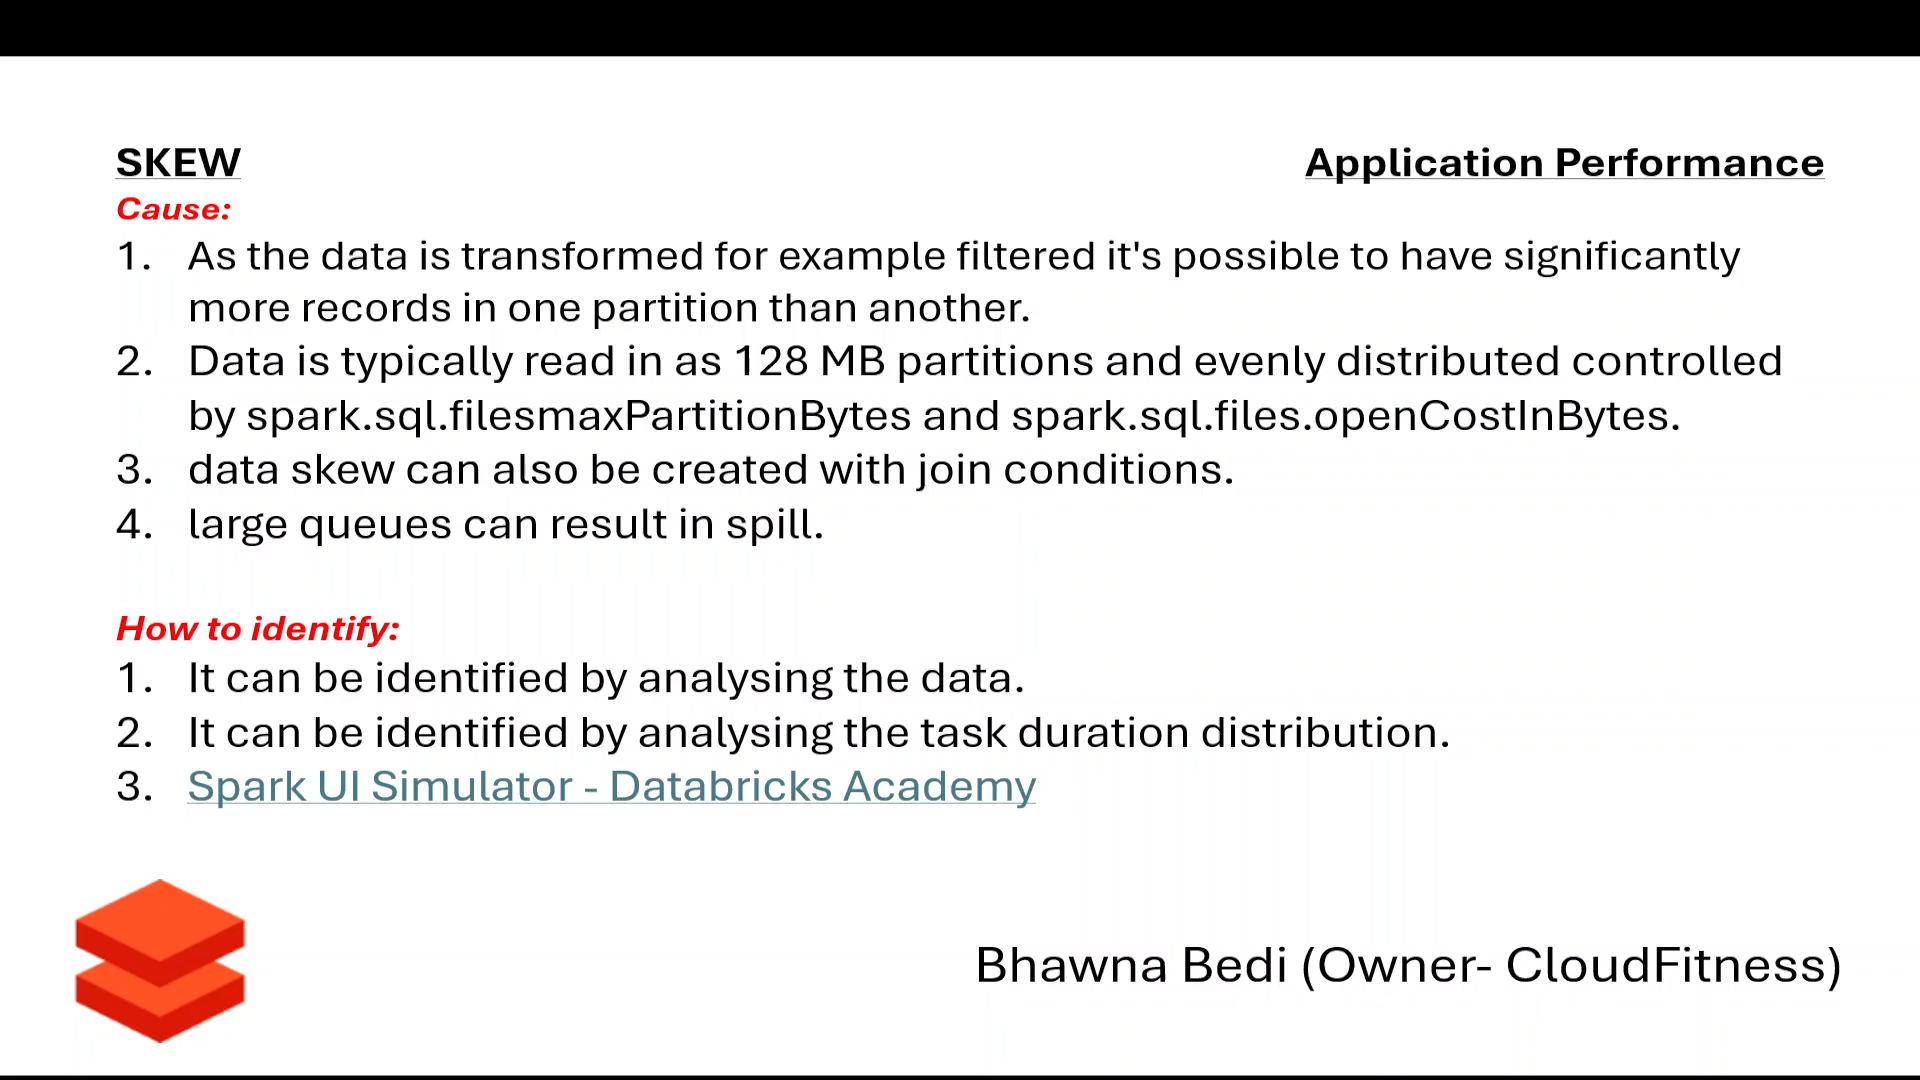 SKEW
Application Performance
Cause:
1. As the data is transformed for example filtered it's possible to have significantly
more records in one partition than another.
2. Data is typically read in as 128 MB partitions and evenly distributed controlled
by spark.sql.filesmaxPartitionBytes and spark.sql.files.openCostInBytes.
3. data skew can also be created with join conditions.
4. large queues can result in spill.
How to identify:
1. It can be identified by analysing the data.
2. It can be identified by analysing the task duration distribution.
3. Spark UI Simulator - Databricks Academy
Bhawna Bedi (Owner- CloudFitness)